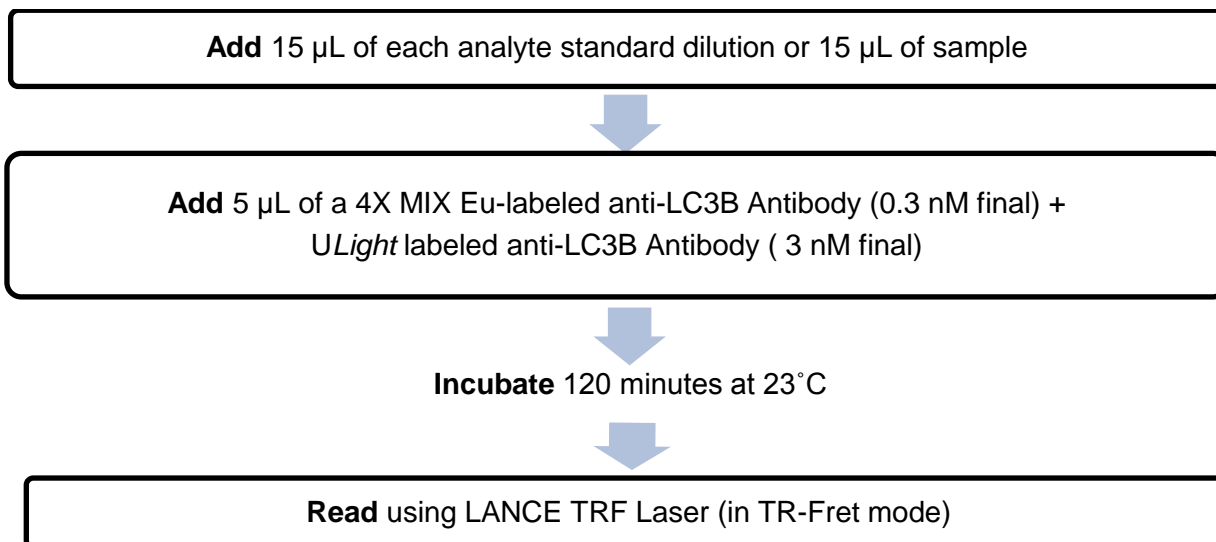 Add 15 µL of each analyte standard dilution or 15 µL of sample
Add 5 µL of a 4X MIX Eu-labeled anti-LC3B Antibody (0.3 nM final) +
ULight labeled anti-LC3B Antibody ( 3 nM final)
Incubate 120 minutes at 23˚C
Read using LANCE TRF Laser (in TR-Fret mode)